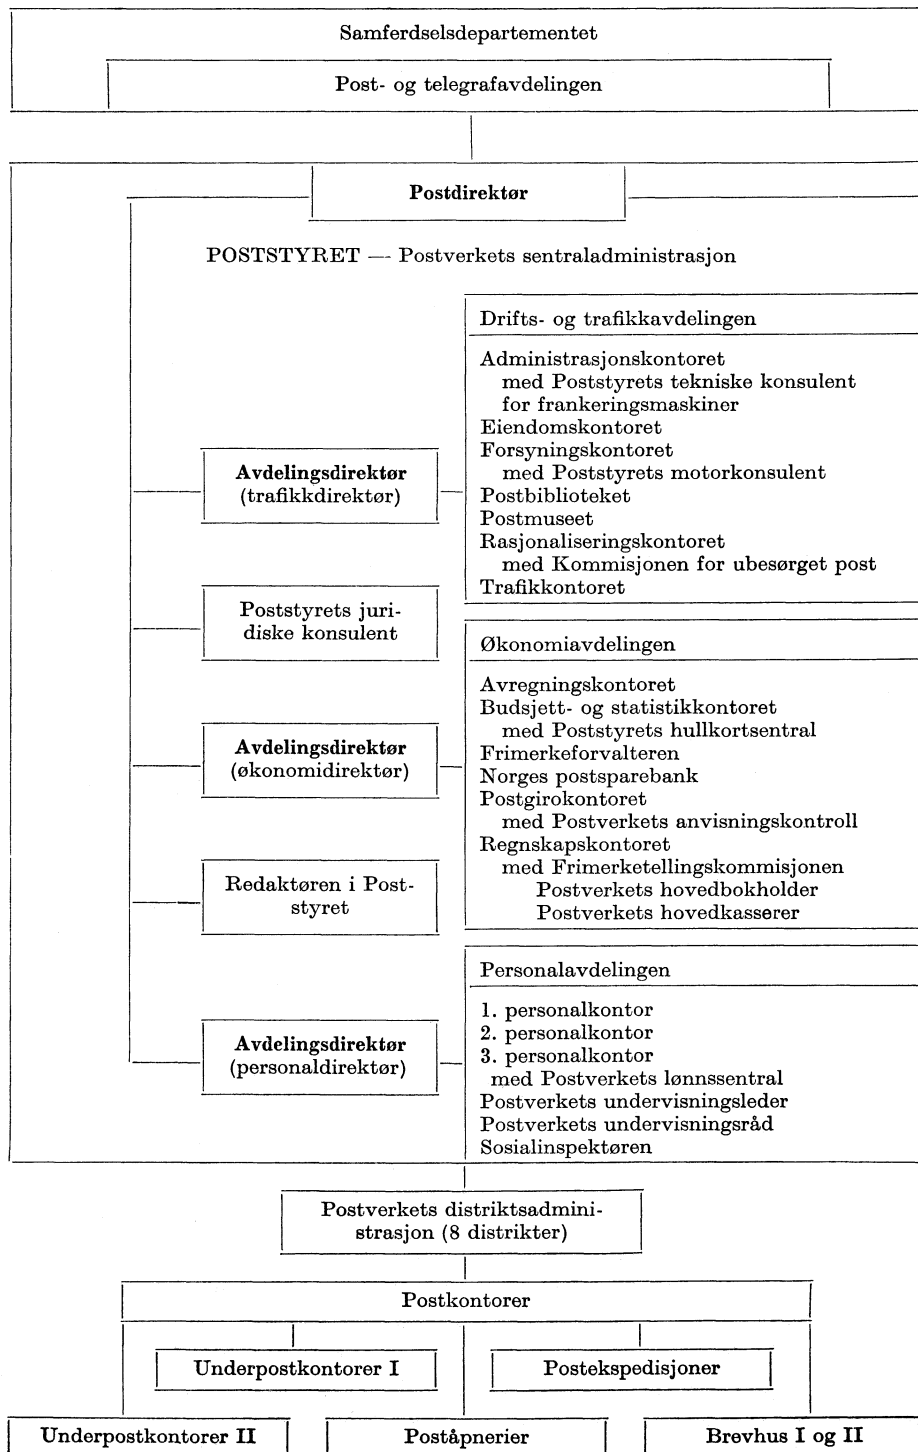 Samferdselsdepartementet
Post- og telegrafavdelingen
Postdirektør
POSTSTYRET — Postverkets sentraladministrasjon
Avdelingsdirektør
(trafikkdirektør)
Drifts- og trafikkavdelingen
Administrasjonskontoret
med Poststyrets tekniske konsulent
for frankeringsmaskiner
Eiendomskontoret
Forsyningskontoret
med Poststyrets motorkonsulent
Postbiblioteket
Postmuseet
Rasjonaliseringskontoret
med Kommisjonen for ubesørget post
Trafikkontoret
Poststyrets juri-
diske konsulent
Avdelingsdirektør
(økonomidirektør)
Økonomiavdelingen
Avregningskontoret
Budsjett- og statistikkontoret
med Poststyrets hullkortsentral
Frimerkeforvalteren
Norges postsparebank
Postgirokontoret
med Postverkets anvisningskontroll
Regnskapskontoret
med Frimerketellingskommisjonen
Postverkets hovedbokholder
Postverkets hovedkasserer
Redaktøren i Post-
styret
Avdelingsdirektør
(personaldirektør)
Personalavdelingen
1. personalkontor
2. personalkontor
3. personalkontor
med Postverkets lønnssentral
Postverkets undervisningsleder
Postverkets undervisningsråd
Sosialinspektøren
Postverkets distriktsadmini-
strasjon (8 distrikter)
Postkontorer
Underpostkontorer I
Postekspedisjoner
Underpostkontorer II
Poståpnerier
Brevhus I og II